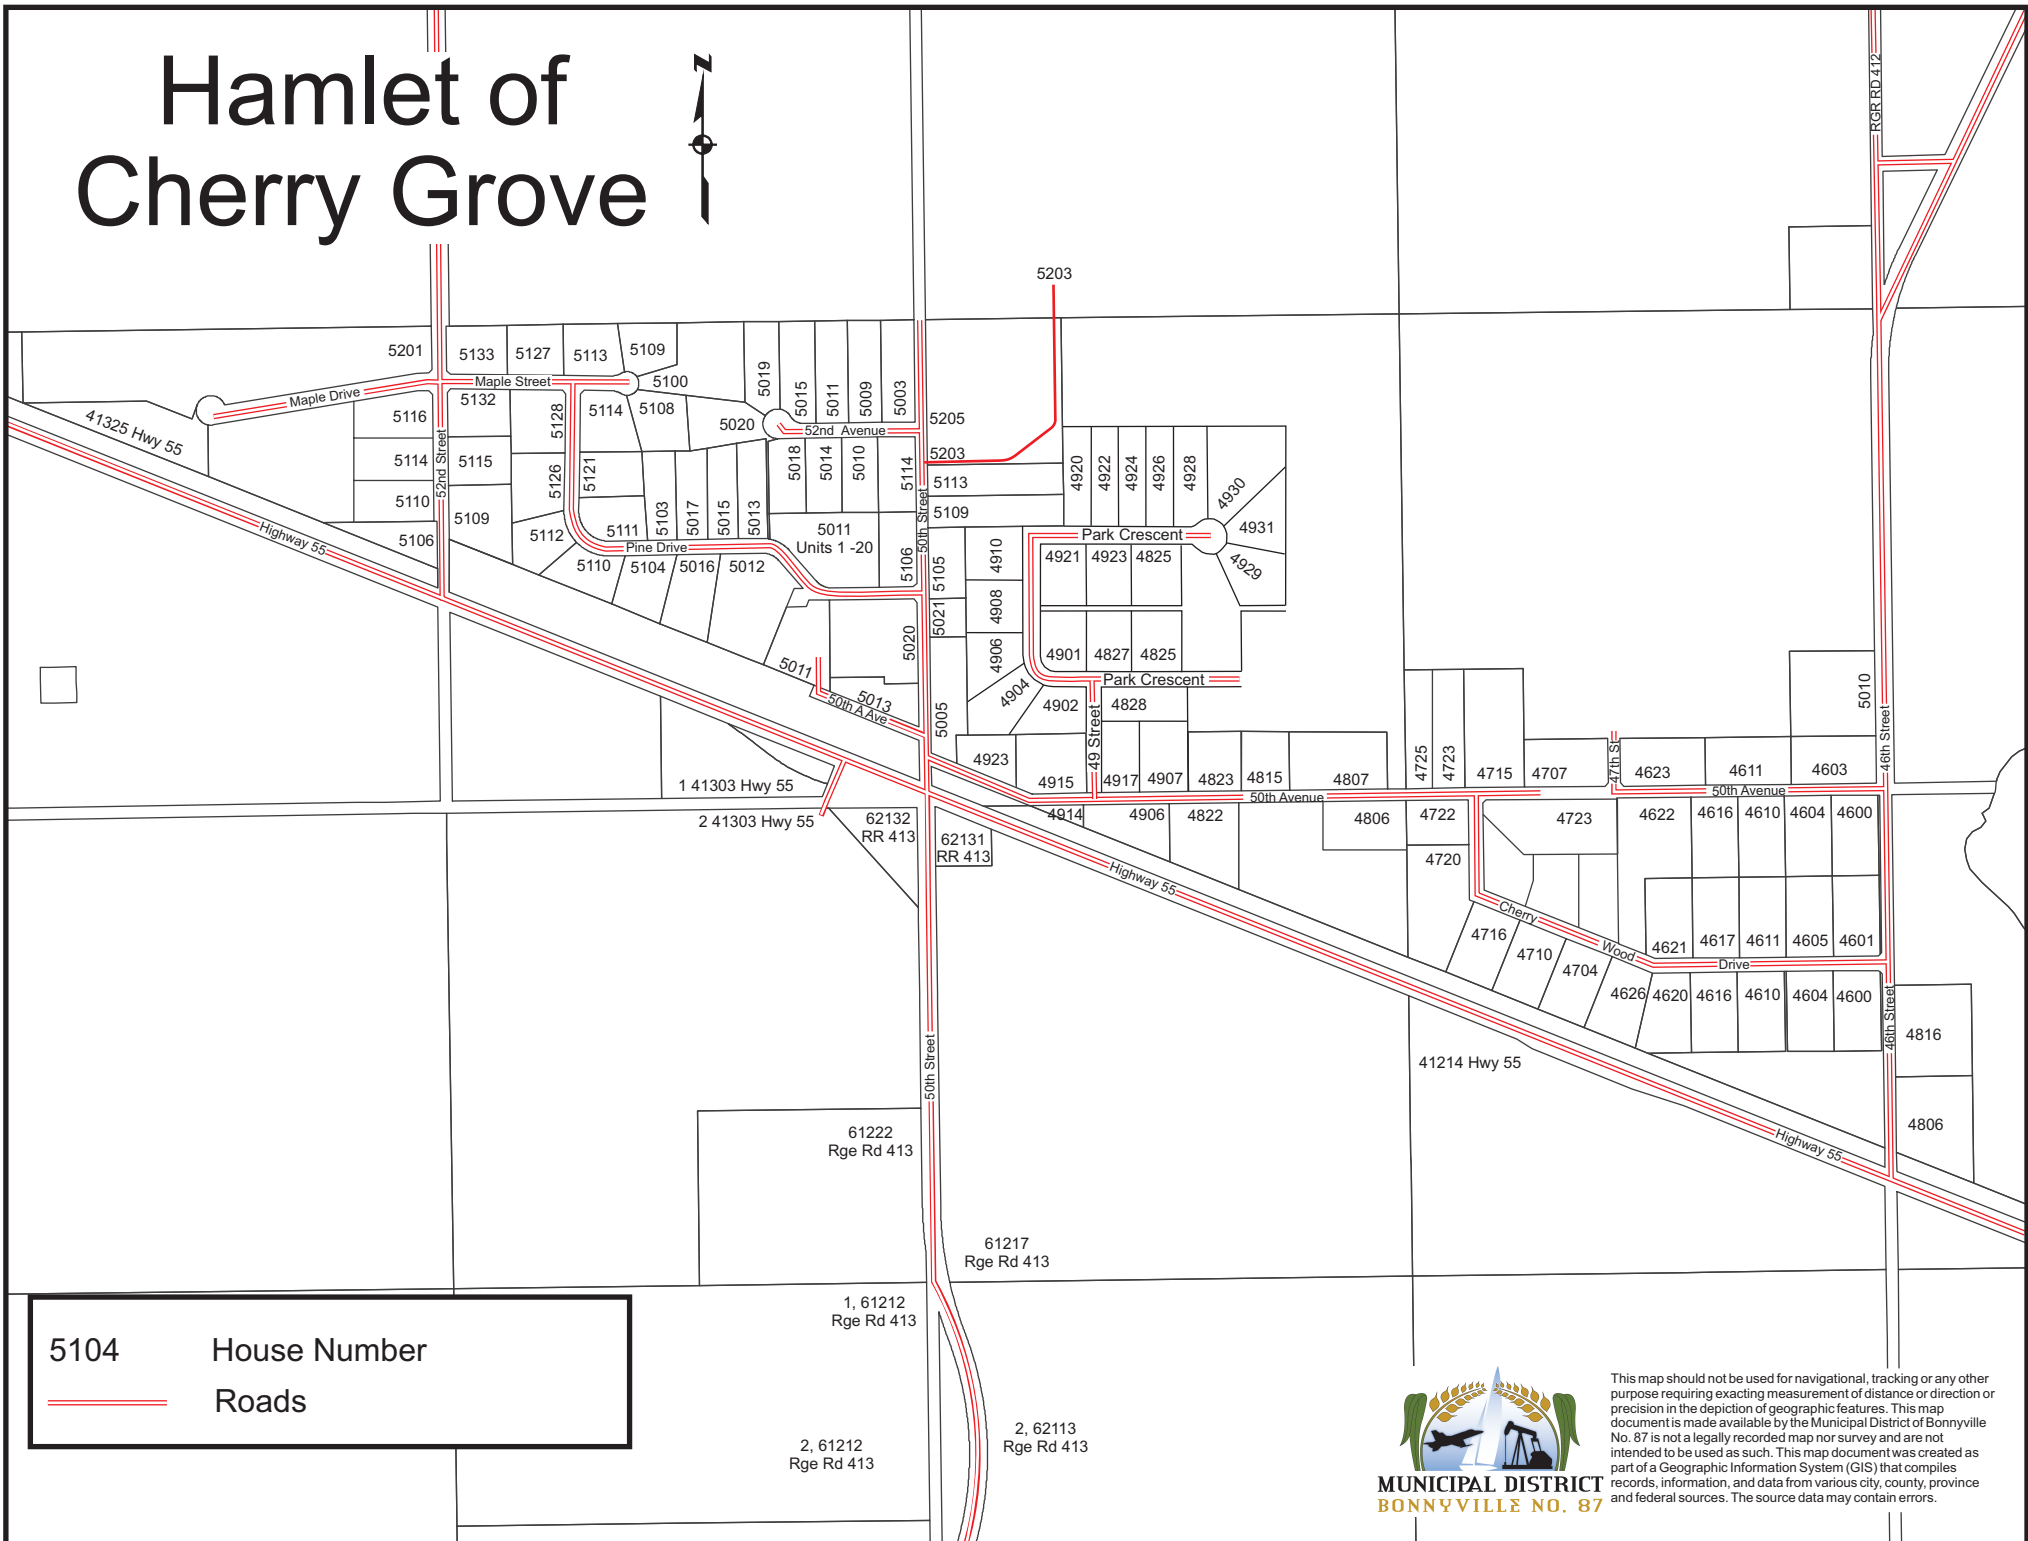 Hamlet of
Cherry Grove
N
RGR RD 412
5203
5201
5133
5127
5113
5109
5100
5019
5015
5011
5009
5003
Maple Street
Maple Drive
5132
5128
5114
5108
5020
52nd Avenue
5205
5203
41325 Hwy 55
5116
5114
5110
5106
52nd Street
5115
5109
5126
5121
5112
5111
5103
5017
5015
5013
5018
5014
5010
5114
5113
5109
50th Street
5011
Units 1 -20
5106
5105
Pine Drive
5110
5104
5016
5012
Highway 55
4920
4922
4924
4926
4928
4930
4931
4929
Park Crescent
4910
4921
4923
4825
4908
5021
5020
4906
4901
4827
4825
Park Crescent
4904
4902
4828
49 Street
5011
5013
50th A Ave
5005
4923
4915
4917
4907
4823
4815
4807
4725
4723
4715
4707
47th St
4623
4611
4603
5010
46th Street
1 41303 Hwy 55
2 41303 Hwy 55
50th Avenue
50th Avenue
62132
RR 413
62131
RR 413
4914
4906
4822
4806
4722
4720
4723
4622
4616
4610
4604
4600
Highway 55
Cherry
Wood
Drive
4716
4710
4704
4626
4621
4617
4611
4605
4601
4620
4616
4610
4604
4600
46th Street
4816
4806
41214 Hwy 55
Highway 55
50th Street
61222
Rge Rd 413
61217
Rge Rd 413
1, 61212
Rge Rd 413
2, 61212
Rge Rd 413
2, 62113
Rge Rd 413
5104 House Number
Roads
MUNICIPAL DISTRICT
BONNYVILLE NO. 87
This map should not be used for navigational, tracking or any other
purpose requiring exacting measurement of distance or direction or
precision in the depiction of geographic features. This map
document is made available by the Municipal District of Bonnyville
No. 87 is not a legally recorded map nor survey and are not
intended to be used as such. This map document was created as
part of a Geographic Information System (GIS) that compiles
records, information, and data from various city, county, province
and federal sources. The source data may contain errors.